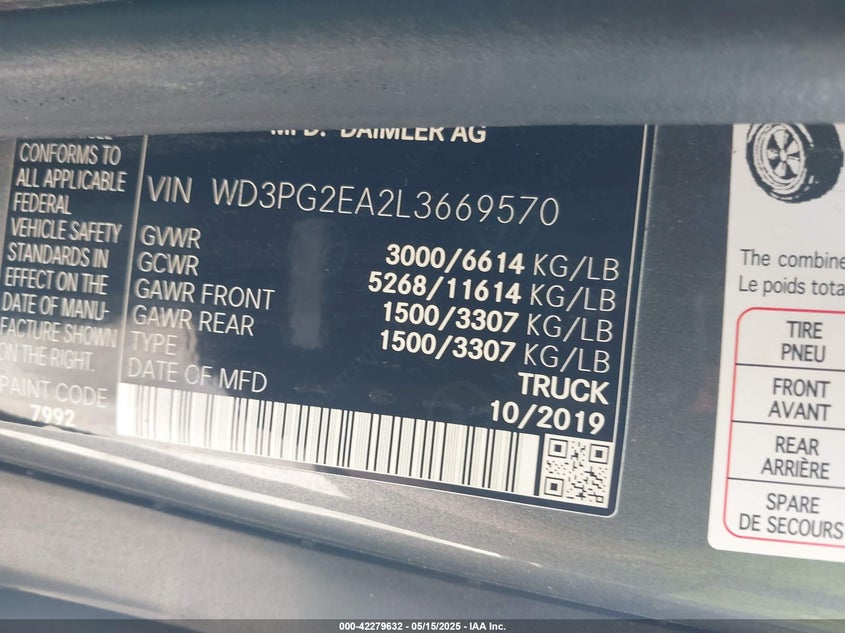 MFD. DAIMLER AG
CONFORMS TO
ALL APPLICABLE
FEDERAL
VEHICLE SAFETY
STANDARDS IN
EFFECT ON THE
DATE OF MANU-
FACTURE SHOWN
ON THE RIGHT.
PAINT CODE
7992
VIN WD3PG2EA2L3669570
GVWR 3000/6614 KG/LB
GCWR 5268/11614 KG/LB
GAWR FRONT 1500/3307 KG/LB
GAWR REAR 1500/3307 KG/LB
TYPE TRUCK
DATE OF MFD 10/2019
The combine
Le poids tota
TIRE
PNEU
FRONT
AVANT
REAR
ARRIÈRE
SPARE
DE SECOURS
000-42279632 - 05/15/2025 - IAA Inc.